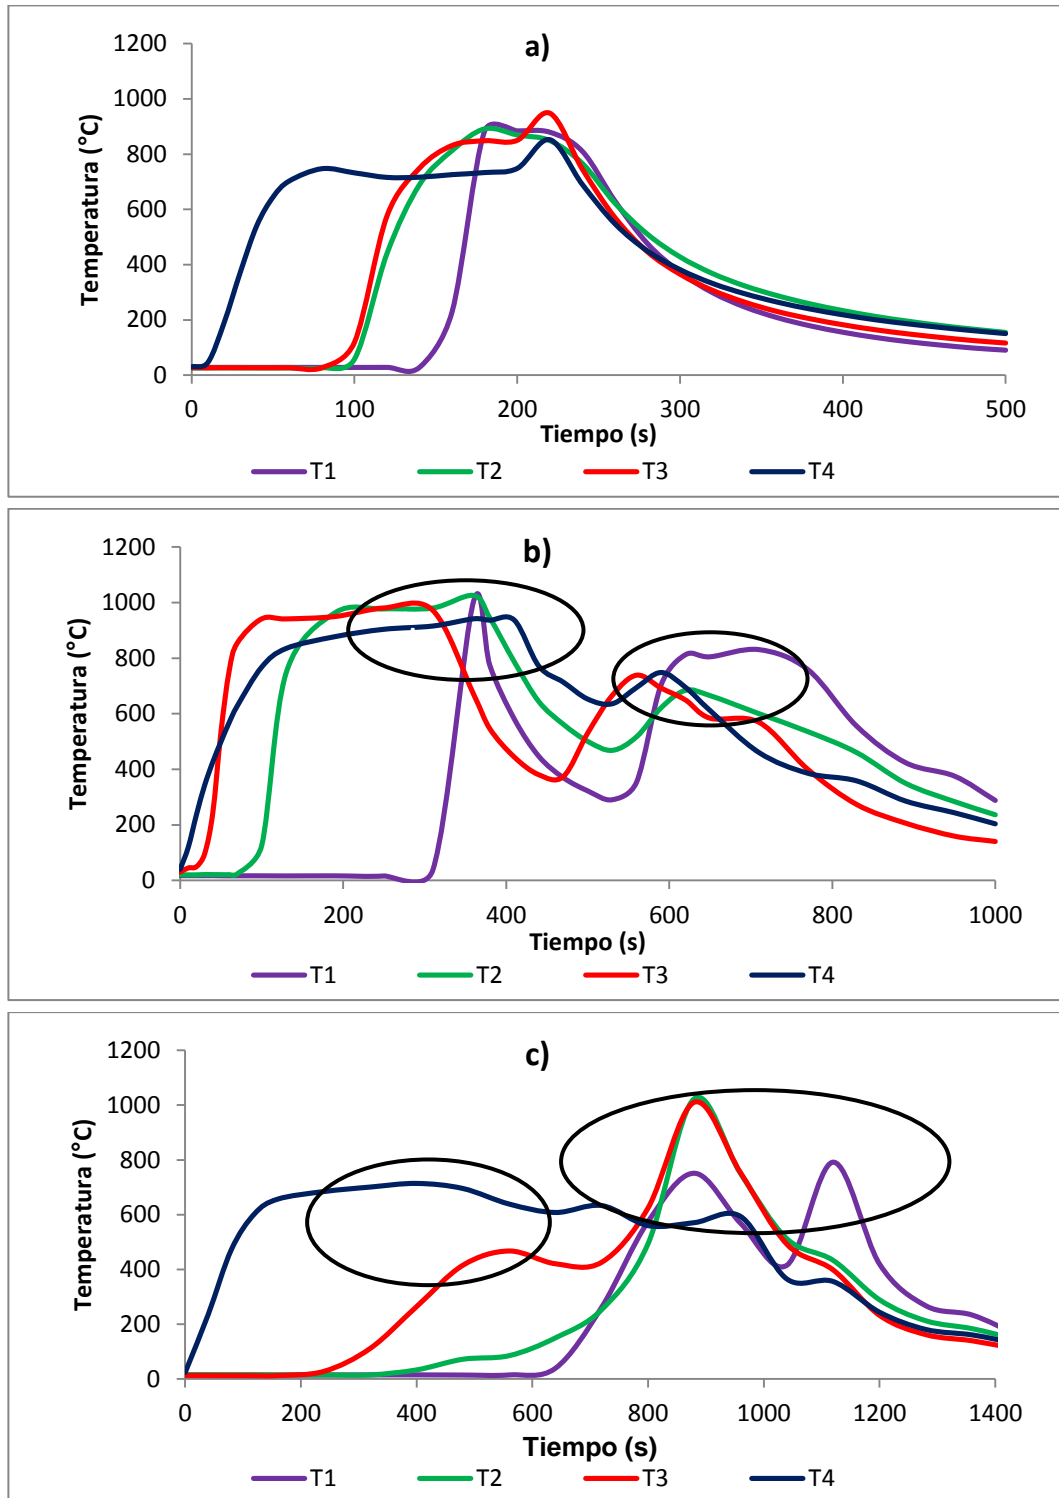 a)
1200
1000
800
600
400
200
0
Temperatura (°C)
0 100 200 300 400 500
Tiempo (s)
T1 T2 T3 T4
b)
1200
1000
800
600
400
200
0
Temperatura (°C)
0 200 400 600 800 1000
Tiempo (s)
T1 T2 T3 T4
c)
1200
1000
800
600
400
200
0
Temperatura (°C)
0 200 400 600 800 1000 1200 1400
Tiempo (s)
T1 T2 T3 T4